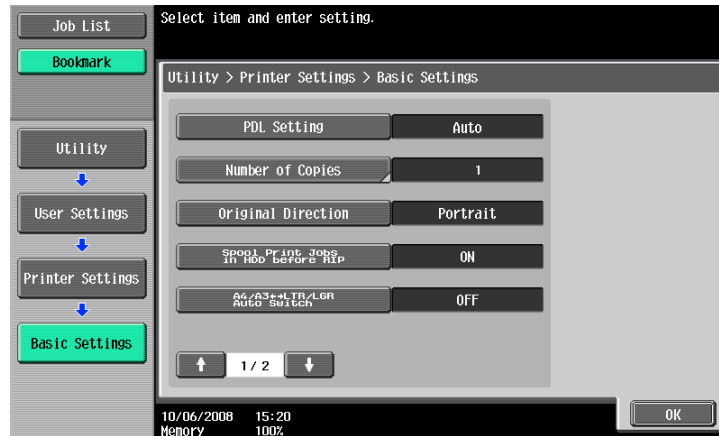 Job List
Bookmark
Select item and enter setting.
Utility > Printer Settings > Basic Settings
Utility
User Settings
Printer Settings
Basic Settings
PDL Setting
Auto
Number of Copies
1
Original Direction
Portrait
Spool Print Jobs
in HDD before RIP
ON
A4/A3↔LTR/LGR
Auto Switch
OFF
↑ 1/2 ↓
10/06/2008 15:20
Memory 100%
OK